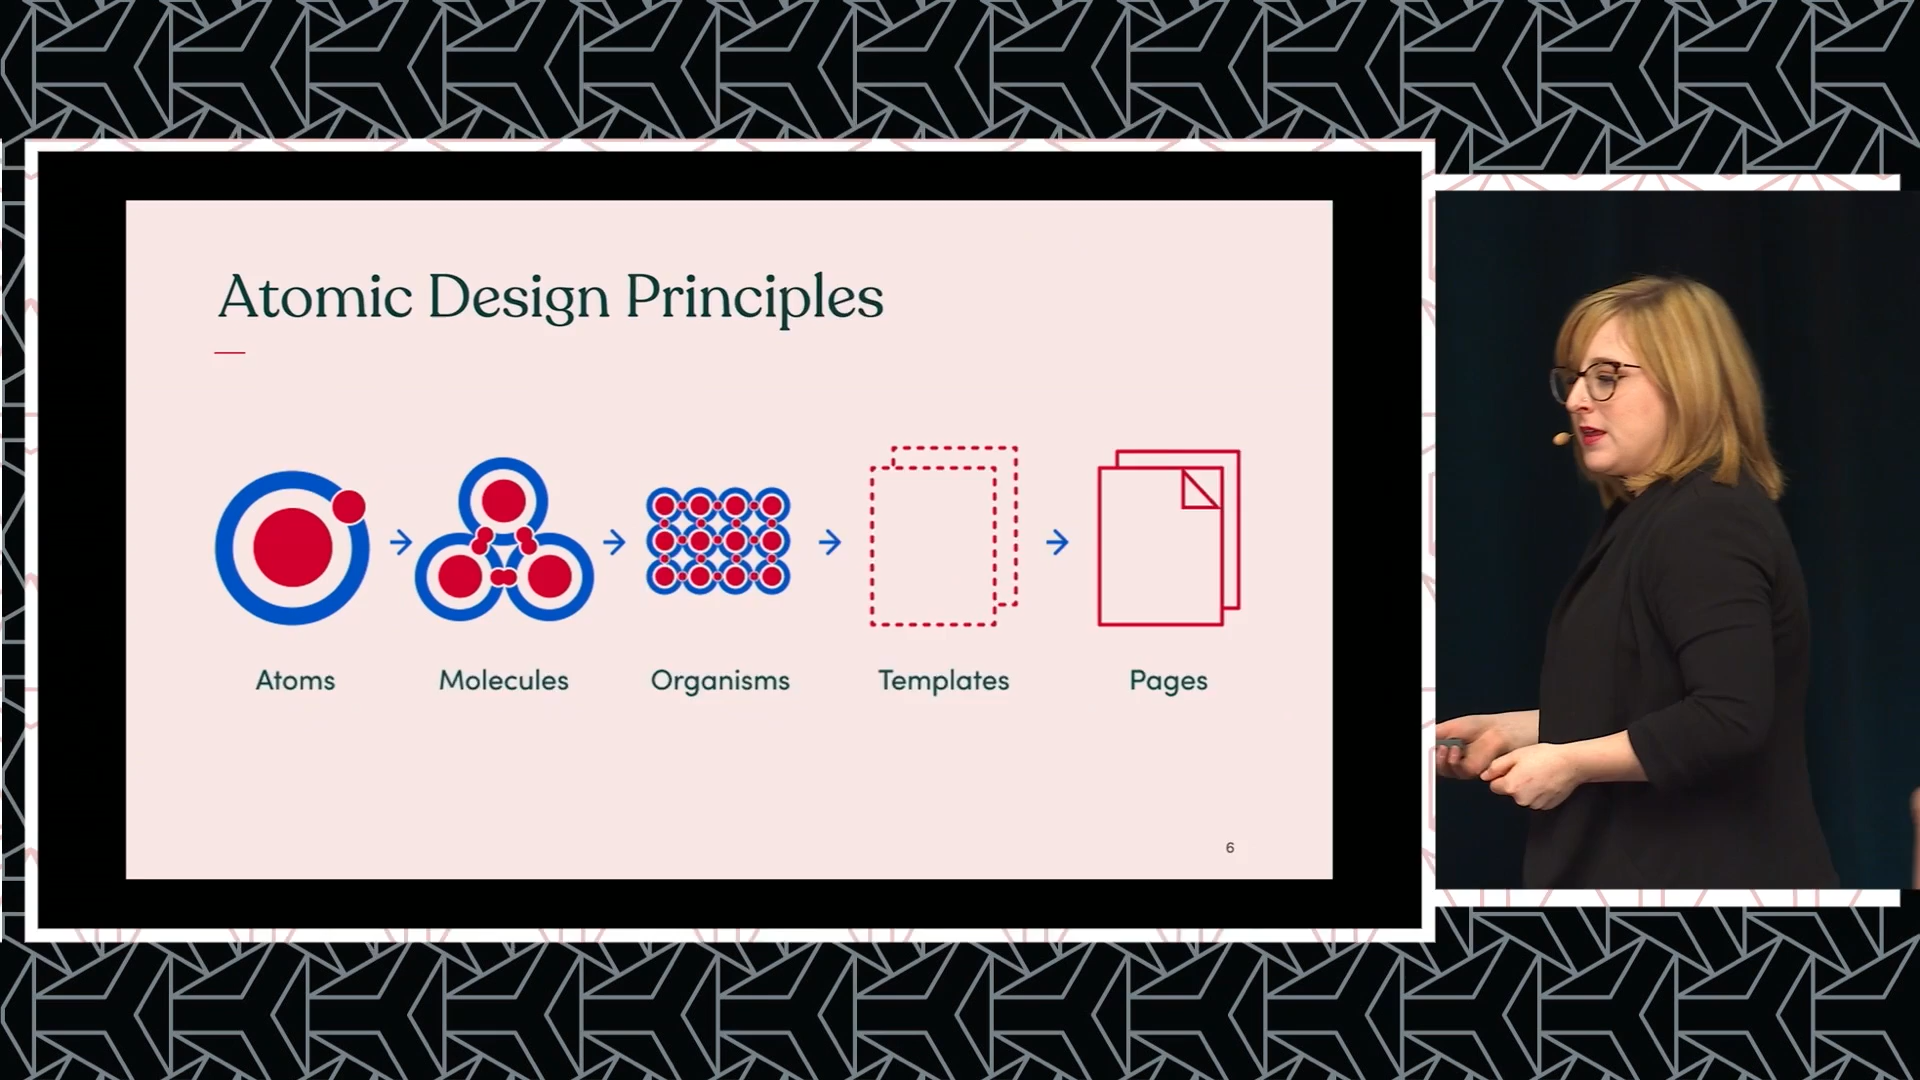 Atomic Design Principles
Atoms
Molecules
Organisms
Templates
Pages
6